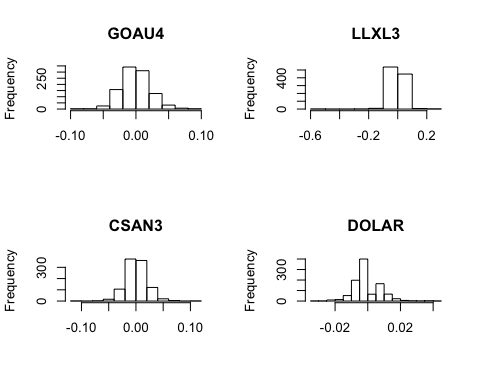 GOAU4
Frequency
0 250
-0.10 0.00 0.10
LLXL3
Frequency
0 400
-0.6 -0.2 0.2
CSAN3
Frequency
0 300
-0.10 0.00 0.10
DOLAR
Frequency
0 300
-0.02 0.02